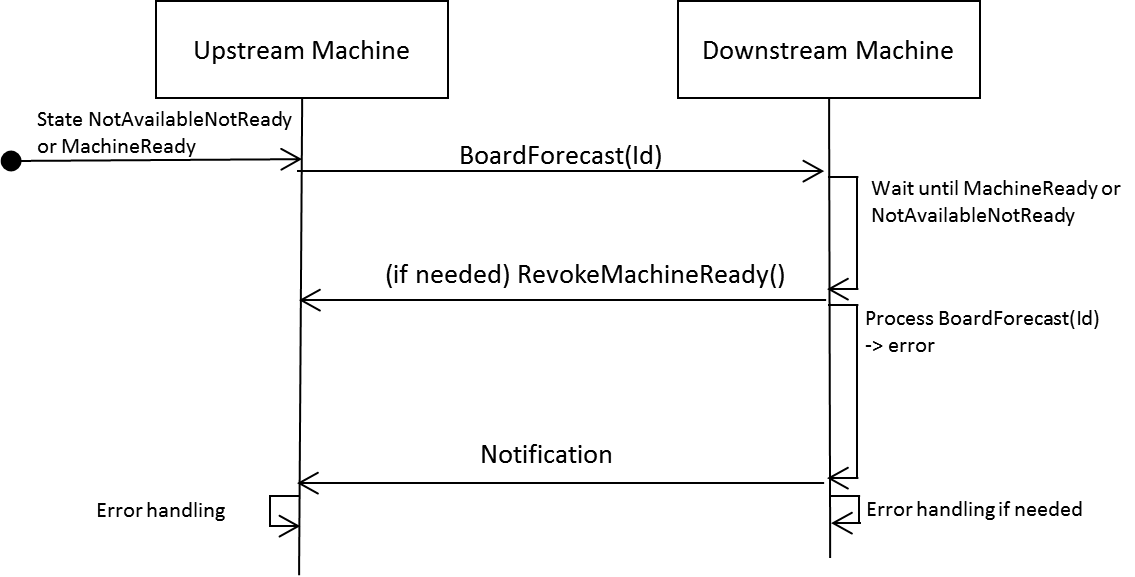 Upstream Machine
Downstream Machine
State NotAvailableNotReady
or MachineReady
BoardForecast(Id)
Wait until MachineReady or
NotAvailableNotReady
(if needed) RevokeMachineReady()
Process BoardForecast(Id)
-> error
Notification
Error handling
Error handling if needed